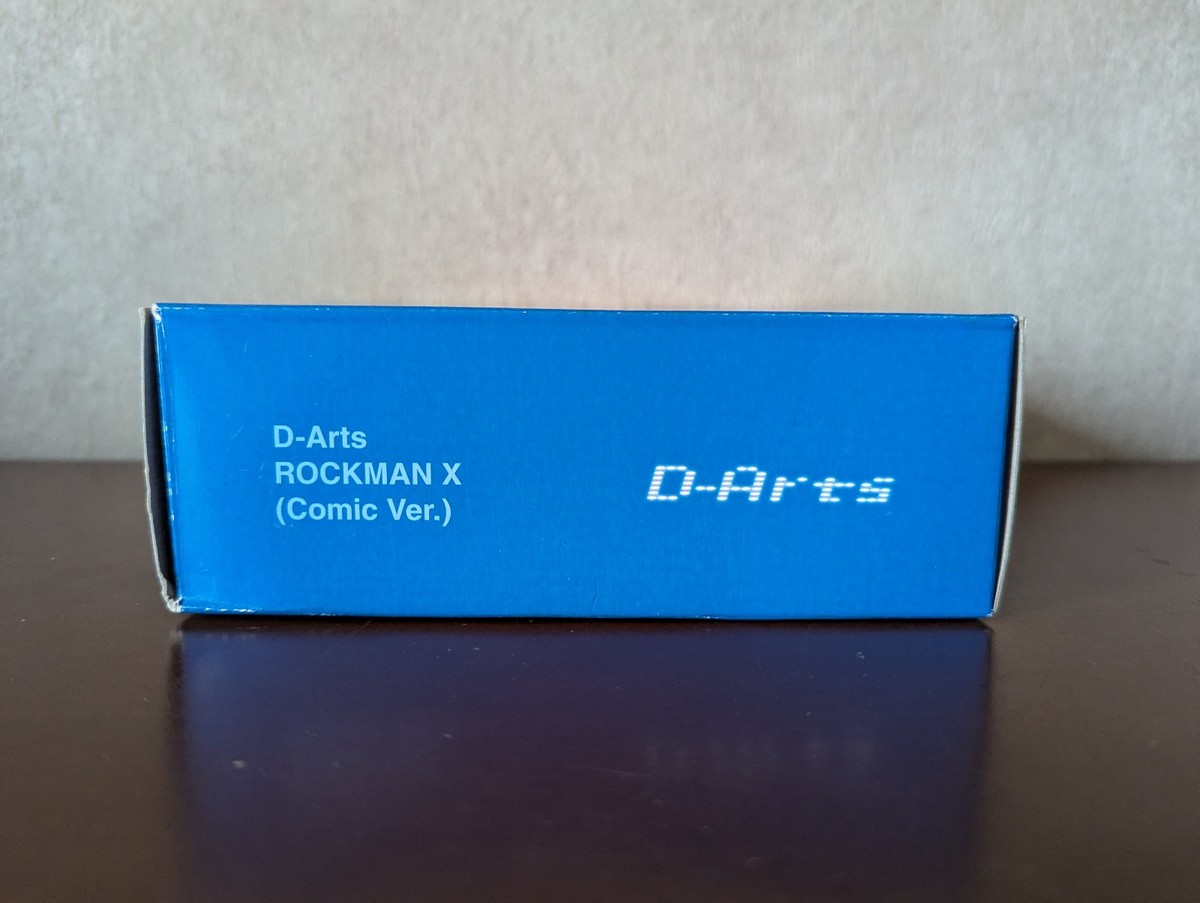 D-Arts
ROCKMAN X
(Comic Ver.)
D-Arts